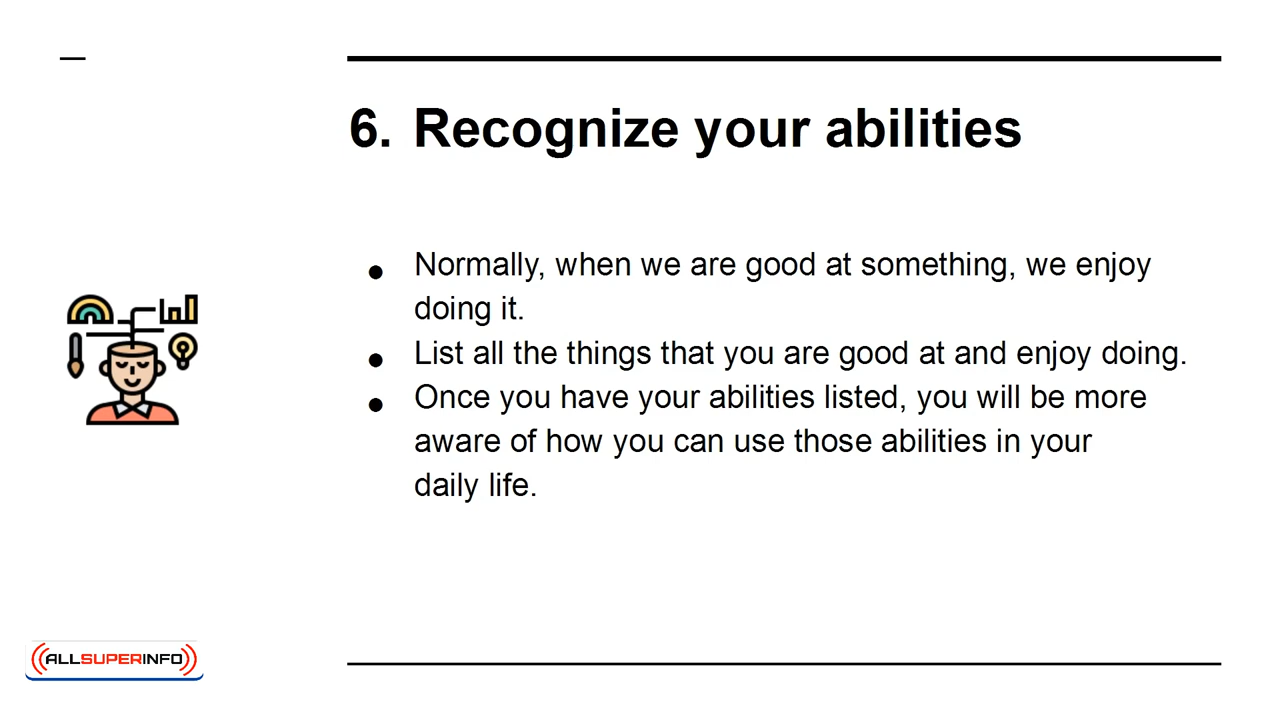 6. Recognize your abilities
● Normally, when we are good at something, we enjoy
doing it.
● List all the things that you are good at and enjoy doing.
● Once you have your abilities listed, you will be more
aware of how you can use those abilities in your
daily life.
ALLSUPERINFO